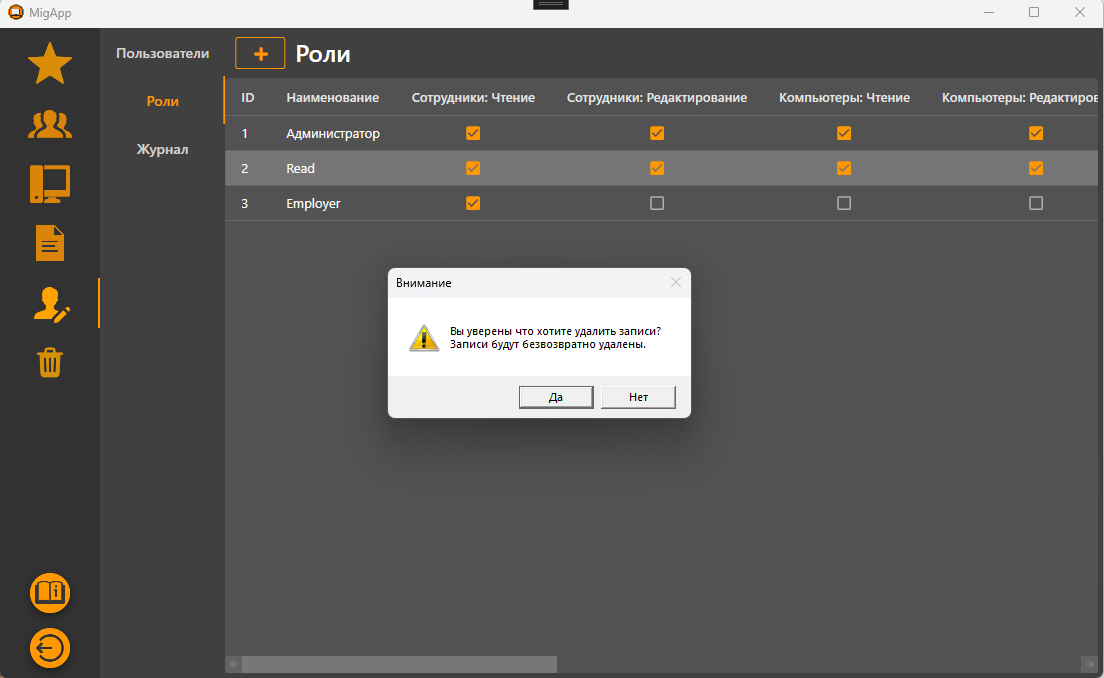 MigApp
Пользователи
Роли
Журнал
+ Роли
ID Наименование Сотрудники: Чтение Сотрудники: Редактирование Компьютеры: Чтение Компьютеры: Редактиров
1 Администратор
2 Read
3 Employer
Внимание
Вы уверены что хотите удалить записи?
Записи будут безвозвратно удалены.
Да Нет